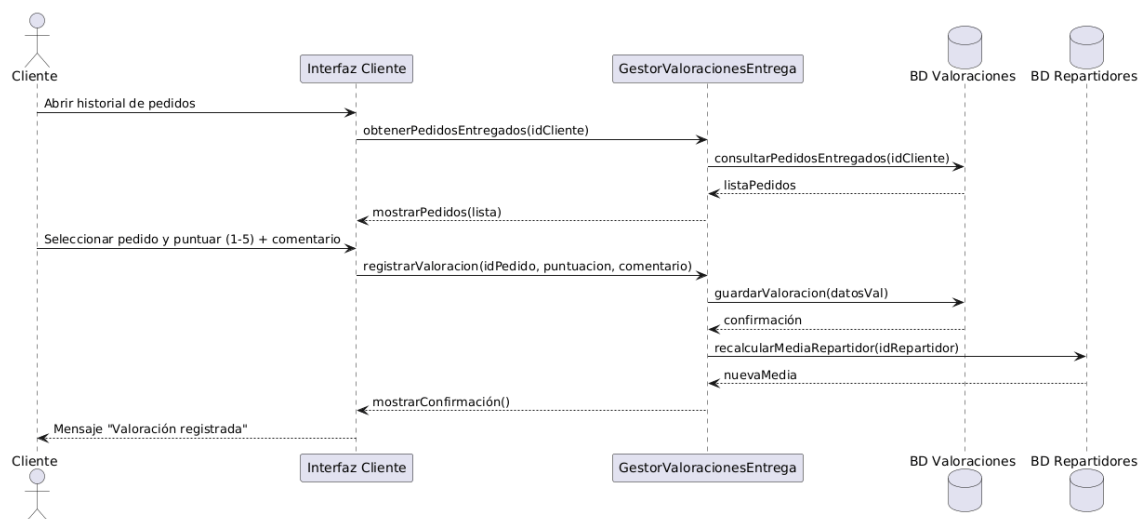 Cliente
Interfaz Cliente
GestorValoracionesEntrega
BD Valoraciones
BD Repartidores
Abrir historial de pedidos
obtenerPedidosEntregados(idCliente)
consultarPedidosEntregados(idCliente)
listaPedidos
mostrarPedidos(lista)
Seleccionar pedido y puntuar (1-5) + comentario
registrarValoracion(idPedido, puntuacion, comentario)
guardarValoracion(datosVal)
confirmación
recalcularMediaRepartidor(idRepartidor)
nuevaMedia
mostrarConfirmación()
Mensaje "Valoración registrada"
Cliente
Interfaz Cliente
GestorValoracionesEntrega
BD Valoraciones
BD Repartidores